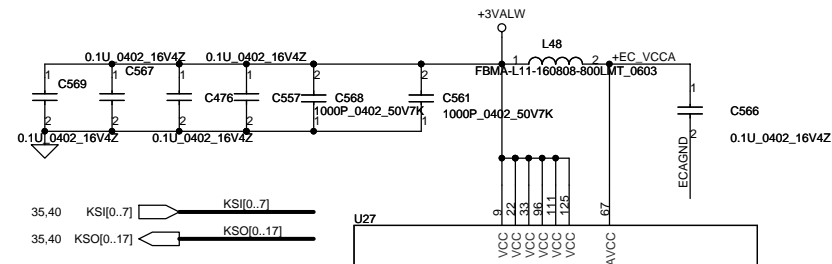 +3VALW
L48
1 2
+EC_VCCA
FBMA-L11-160808-800LMT_0603
0.1U_0402_16V4Z 0.1U_0402_16V4Z
1 1 1 1 2 2 1
C569 C567 C476 C557 C568 C561 C566
1000P_0402_50V7K 1000P_0402_50V7K
2 2 2 2 1 1 2
0.1U_0402_16V4Z 0.1U_0402_16V4Z 0.1U_0402_16V4Z
ECAGND
35,40 KSI[0..7] KSI[0..7]
35,40 KSO[0..17] KSO[0..17]
U27
9 22 33 96 111 125 67
VCC VCC VCC VCC VCC VCC AVCC